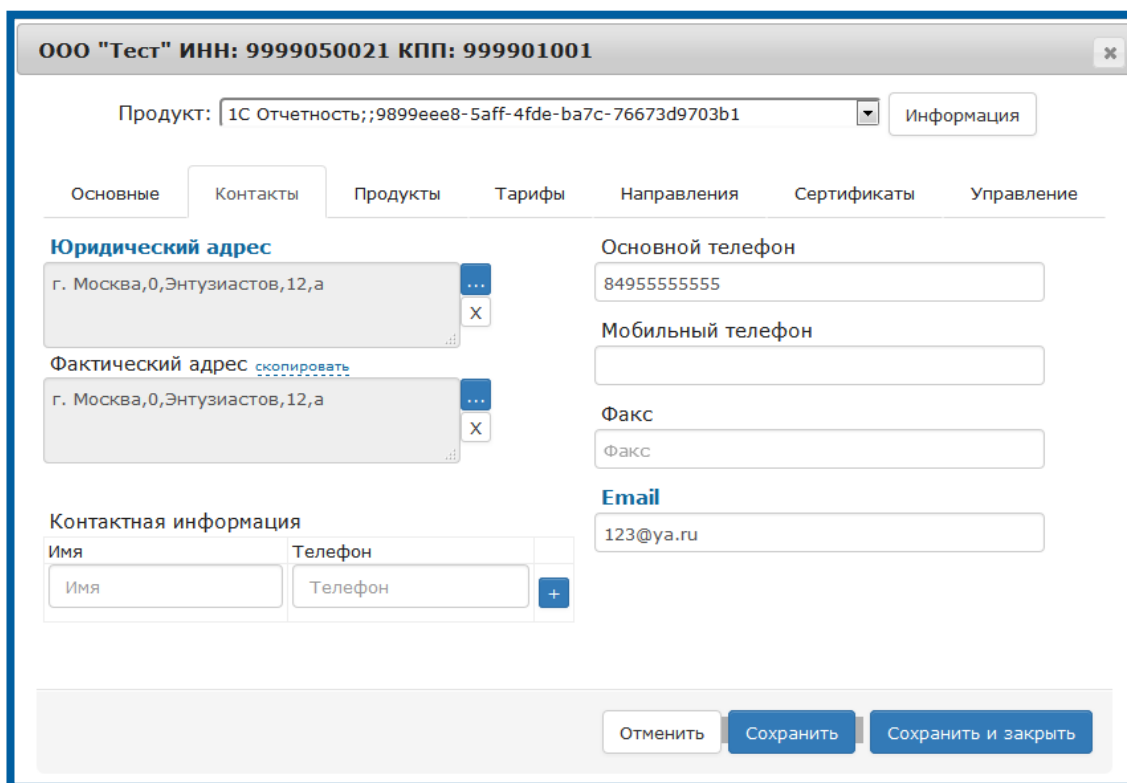 ООО "Тест" ИНН: 9999050021 КПП: 999901001
Продукт: 1С Отчетность;;9899eee8-5aff-4fde-ba7c-76673d9703b1 Информация
Основные Контакты Продукты Тарифы Направления Сертификаты Управление
Юридический адрес
г. Москва,0,Энтузиастов,12,а
...
X
Фактический адрес скопировать
г. Москва,0,Энтузиастов,12,а
...
X
Контактная информация
Имя Телефон
Имя Телефон +
Основной телефон
84955555555
Мобильный телефон
Факс
Факс
Email
123@ya.ru
Отменить Сохранить Сохранить и закрыть